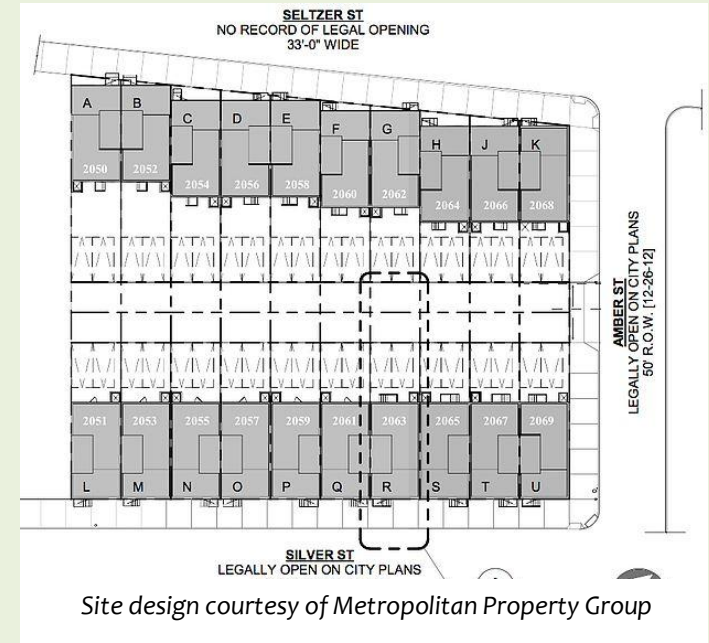 SELTZER ST
NO RECORD OF LEGAL OPENING
33'-0" WIDE
A B C D E F G H J K
2050 2052 2054 2056 2058 2060 2062 2064 2066 2068
AMBER ST
LEGALLY OPEN ON CITY PLANS
50' R.O.W. [12-26-12]
2051 2053 2055 2057 2059 2061 2063 2065 2067 2069
L M N O P Q R S T U
SILVER ST
LEGALLY OPEN ON CITY PLANS
Site design courtesy of Metropolitan Property Group